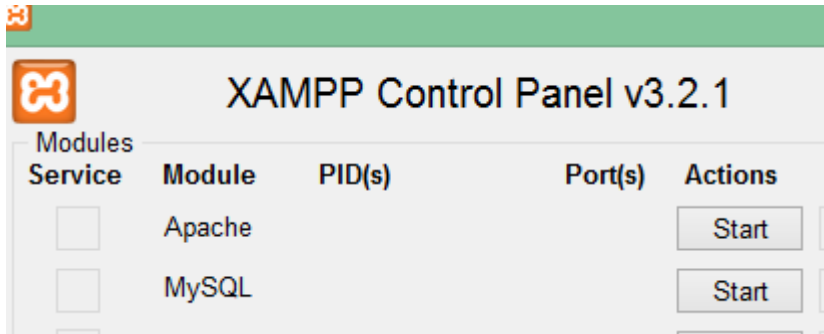 XAMPP Control Panel v3.2.1
Modules
Service Module PID(s) Port(s) Actions
Apache Start
MySQL Start